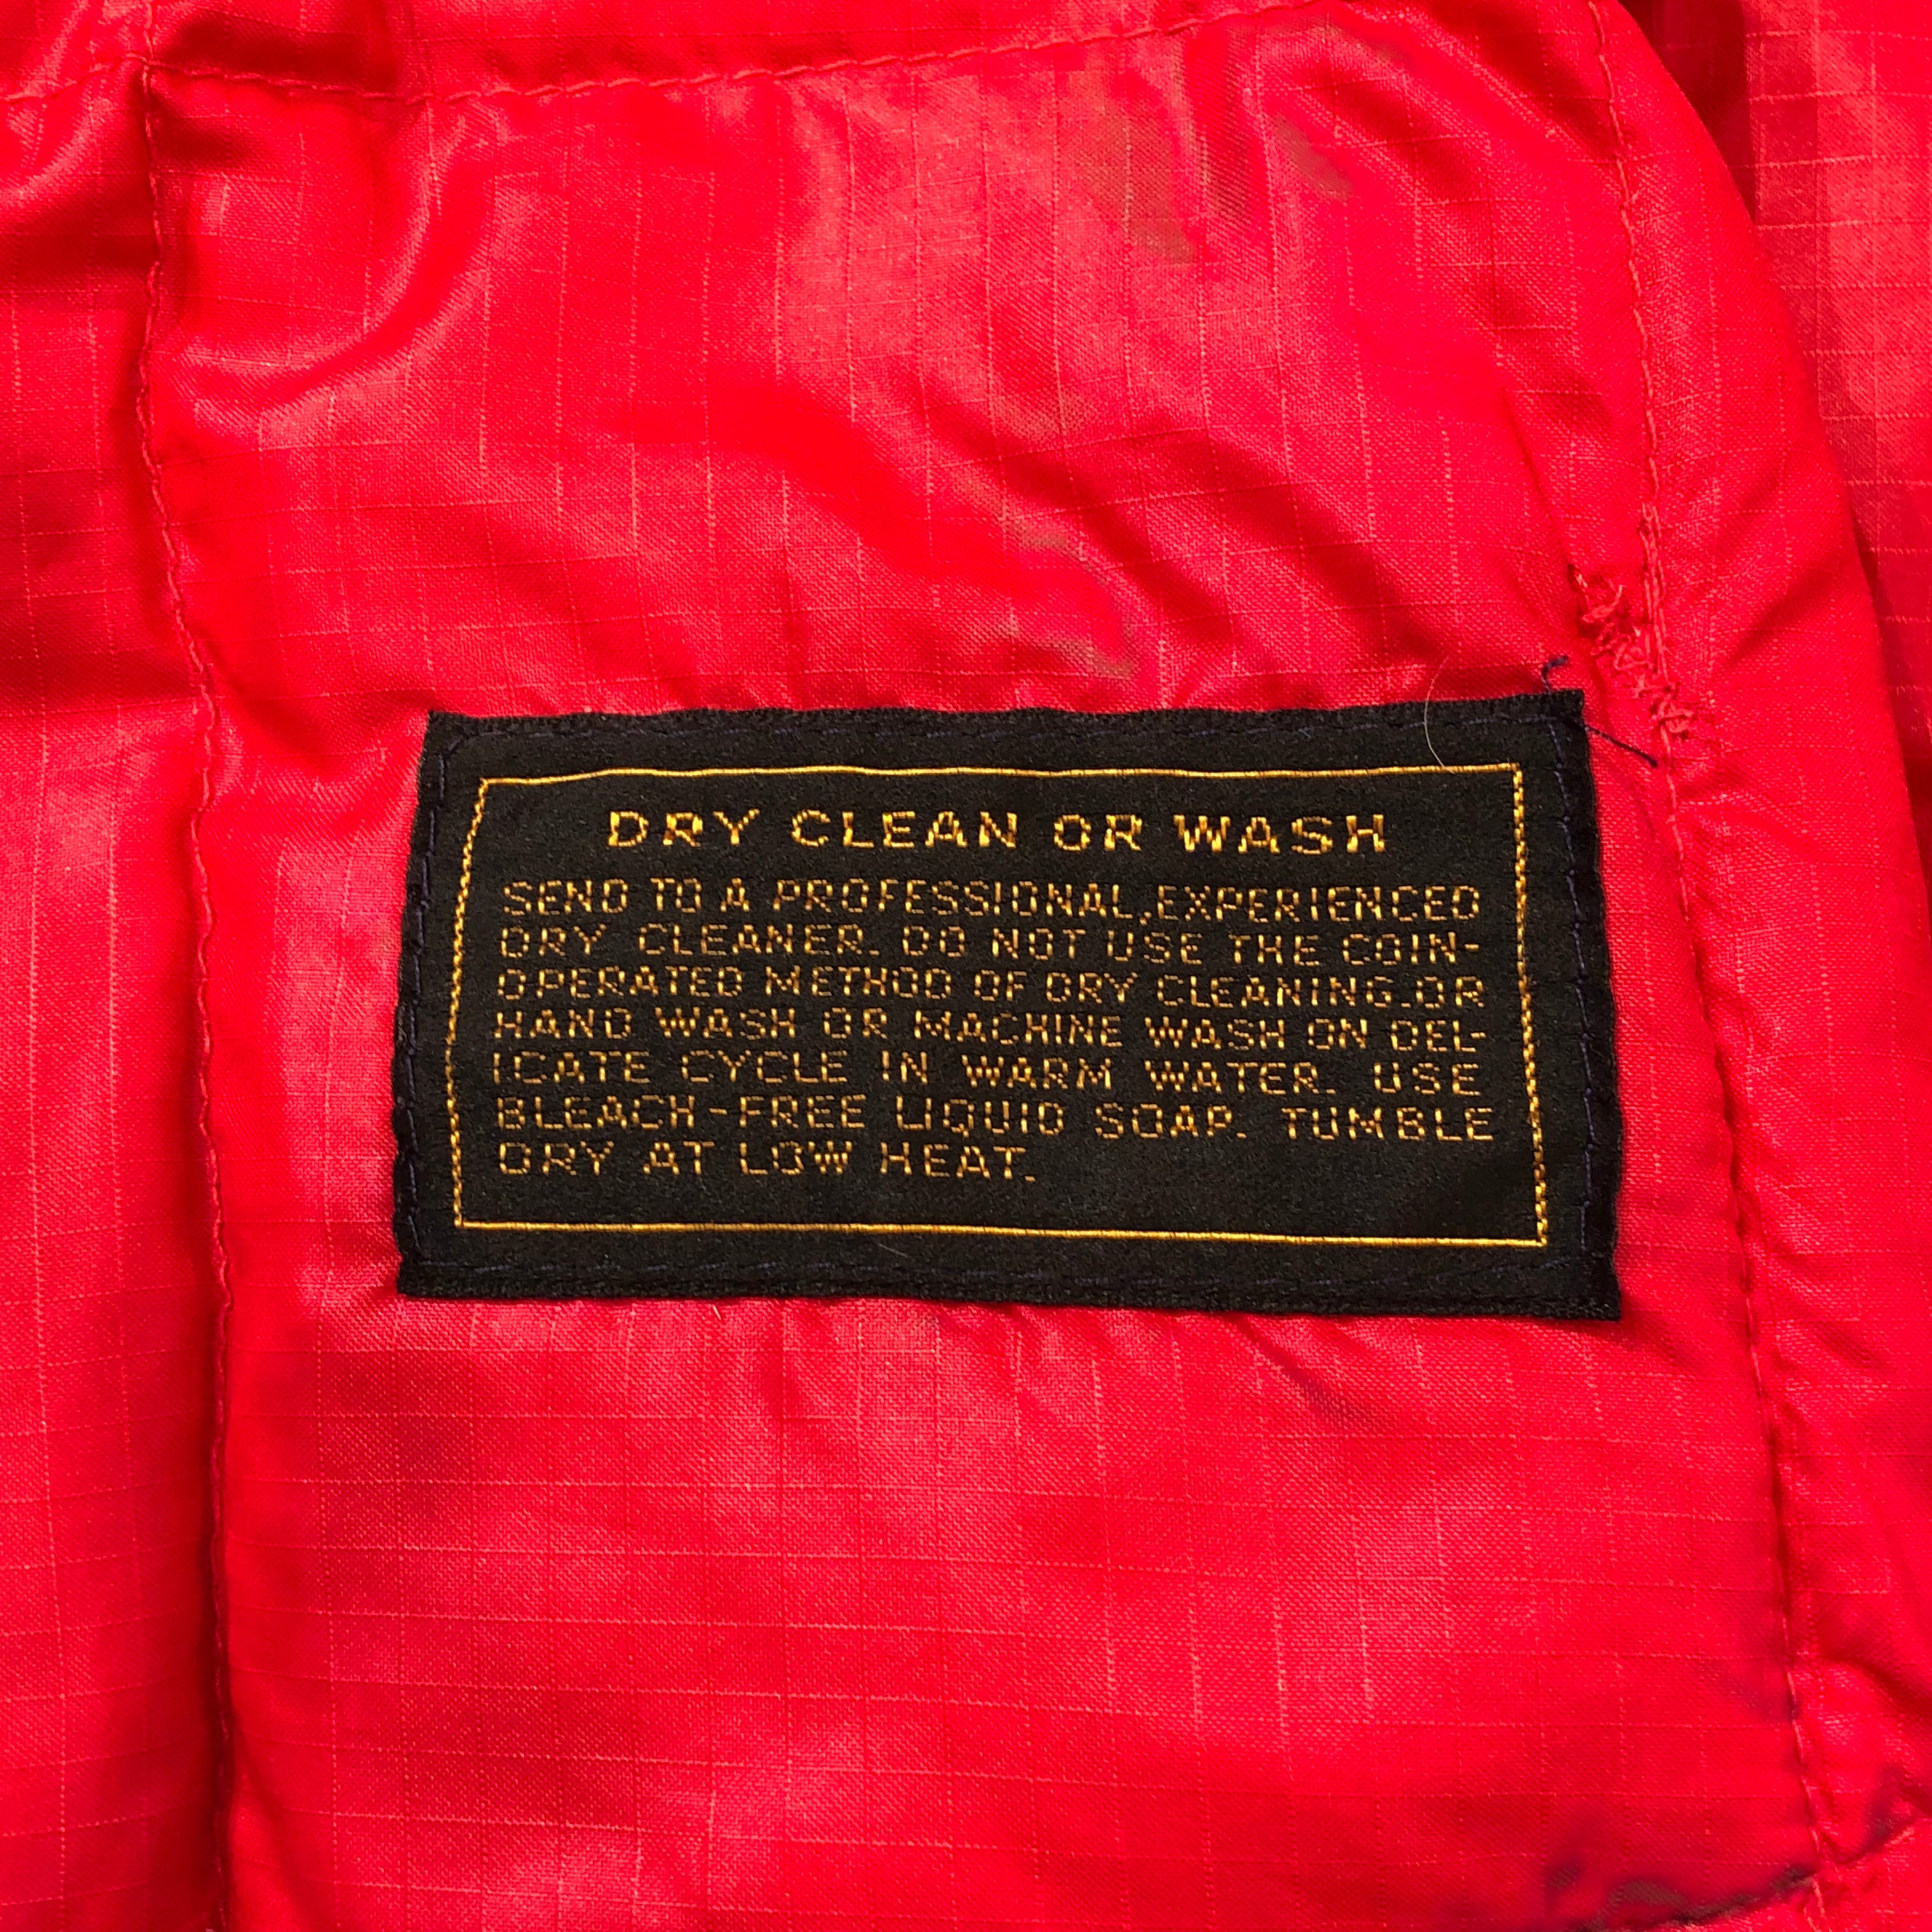 DRY CLEAN OR WASH
SEND TO A PROFESSIONAL, EXPERIENCED
DRY CLEANER. DO NOT USE THE COIN-
OPERATED METHOD OF DRY CLEANING. OR
HAND WASH OR MACHINE WASH ON DEL-
ICATE CYCLE IN WARM WATER. USE
BLEACH-FREE LIQUID SOAP. TUMBLE
DRY AT LOW HEAT.